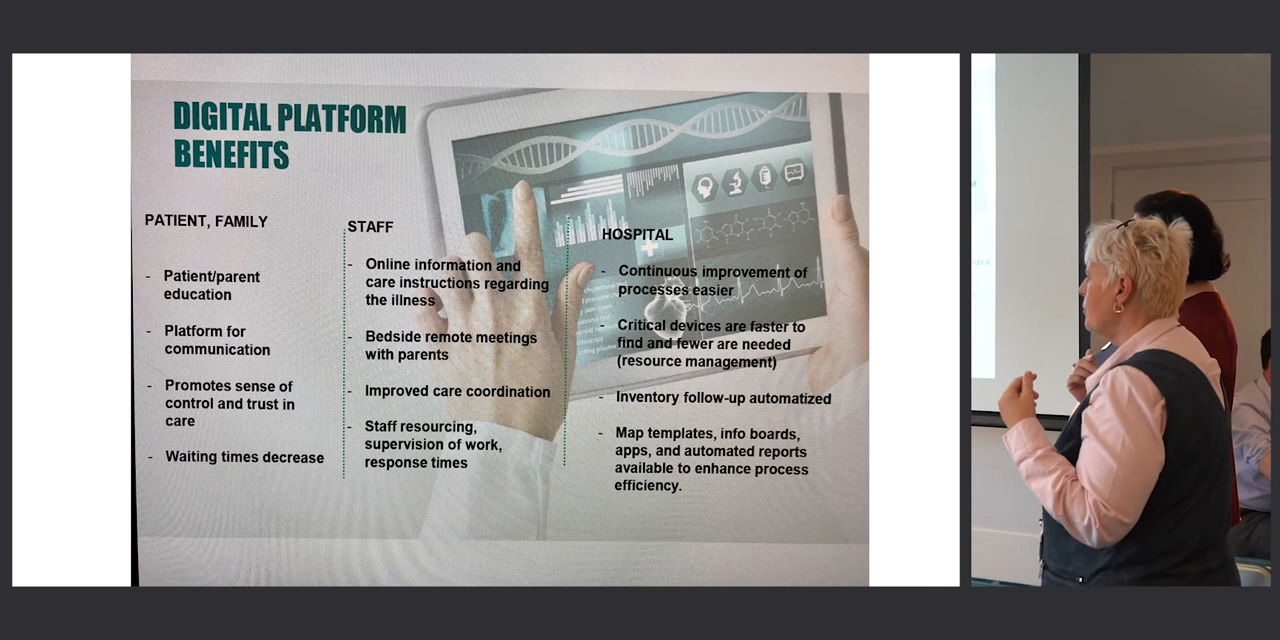 DIGITAL PLATFORM
BENEFITS
PATIENT, FAMILY
- Patient/parent
education
- Platform for
communication
- Promotes sense of
control and trust in
care
- Waiting times decrease
STAFF
- Online information and
care instructions regarding
the illness
- Bedside remote meetings
with parents
- Improved care coordination
- Staff resourcing,
supervision of work,
response times
HOSPITAL
- Continuous improvement of
processes easier
- Critical devices are faster to
find and fewer are needed
(resource management)
- Inventory follow-up automatized
- Map templates, info boards,
apps, and automated reports
available to enhance process
efficiency.